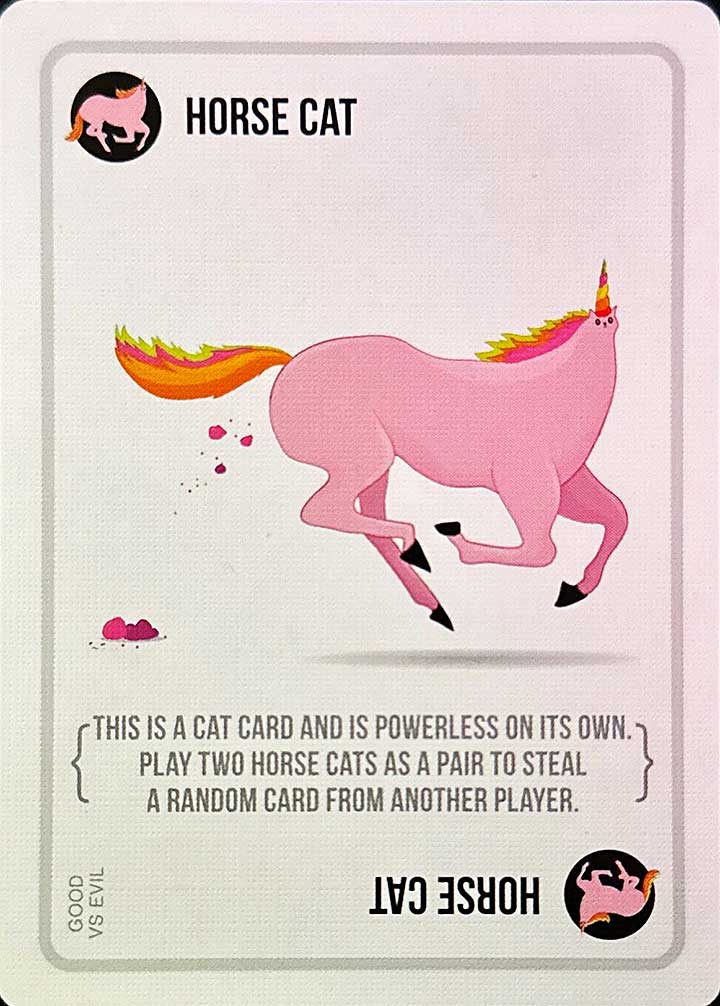 HORSE CAT
THIS IS A CAT CARD AND IS POWERLESS ON ITS OWN.
PLAY TWO HORSE CATS AS A PAIR TO STEAL
A RANDOM CARD FROM ANOTHER PLAYER.
GOOD
VS EVIL
HORSE CAT